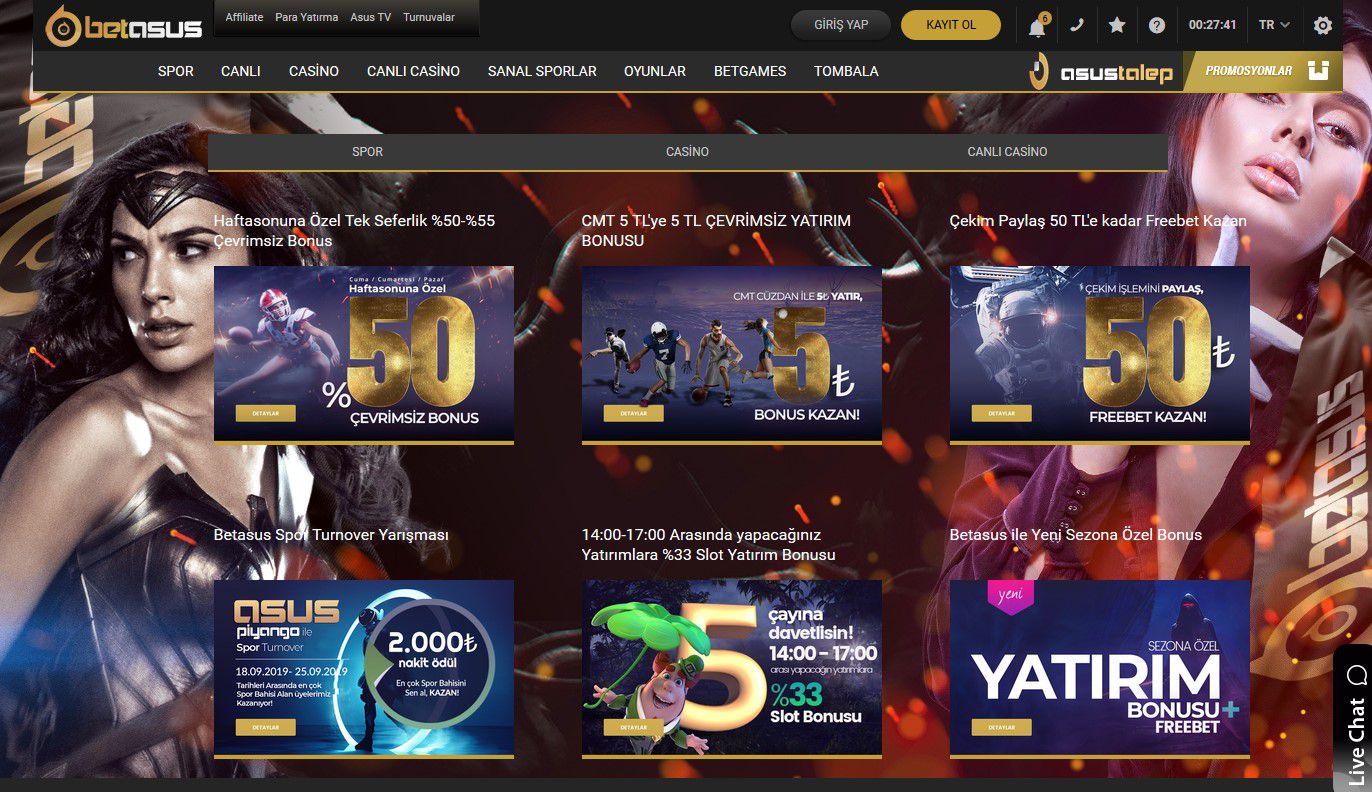 betasus
Affiliate Para Yatırma Asus TV Turnuvalar
GİRİŞ YAP
KAYIT OL
6
00:27:41
TR
SPOR CANLI CASİNO CANLI CASİNO SANAL SPORLAR OYUNLAR BETGAMES TOMBALA
asustalep
PROMOSYONLAR
SPOR CASİNO CANLI CASİNO
Haftasonuna Özel Tek Seferlik %50-%55
Çevrimsiz Bonus
Cuma / Cumartesi / Pazar
Haftasonuna Özel
%50
ÇEVRİMSİZ BONUS
DETAYLAR
CMT 5 TL'ye 5 TL ÇEVRİMSİZ YATIRIM
BONUSU
CMT CÜZDAN İLE 5₺ YATIR,
5₺
BONUS KAZAN!
DETAYLAR
Çekim Paylaş 50 TL'e kadar Freebet Kazan
ÇEKİM İŞLEMİNİ PAYLAŞ,
50₺
FREEBET KAZAN!
DETAYLAR
Betasus Spor Turnover Yarışması
asus
piyango ile
Spor Turnover
18.09.2019- 25.09.2019
Tarihleri Arasında en çok
Spor Bahisi Alan üyelerimiz
Kazanıyor!
2.000₺
nakit ödül
En çok Spor Bahisini
Sen al, KAZAN!
DETAYLAR
14:00-17:00 Arasında yapacağınız
Yatırımlara %33 Slot Yatırım Bonusu
5
çayına
davetlisin!
14:00 - 17:00
arası yapacağın yatırımlara
%33
Slot Bonusu
DETAYLAR
Betasus ile Yeni Sezona Özel Bonus
yeni
SEZONA ÖZEL
YATIRIM
BONUSU+
FREEBET
DETAYLAR
Live Chat